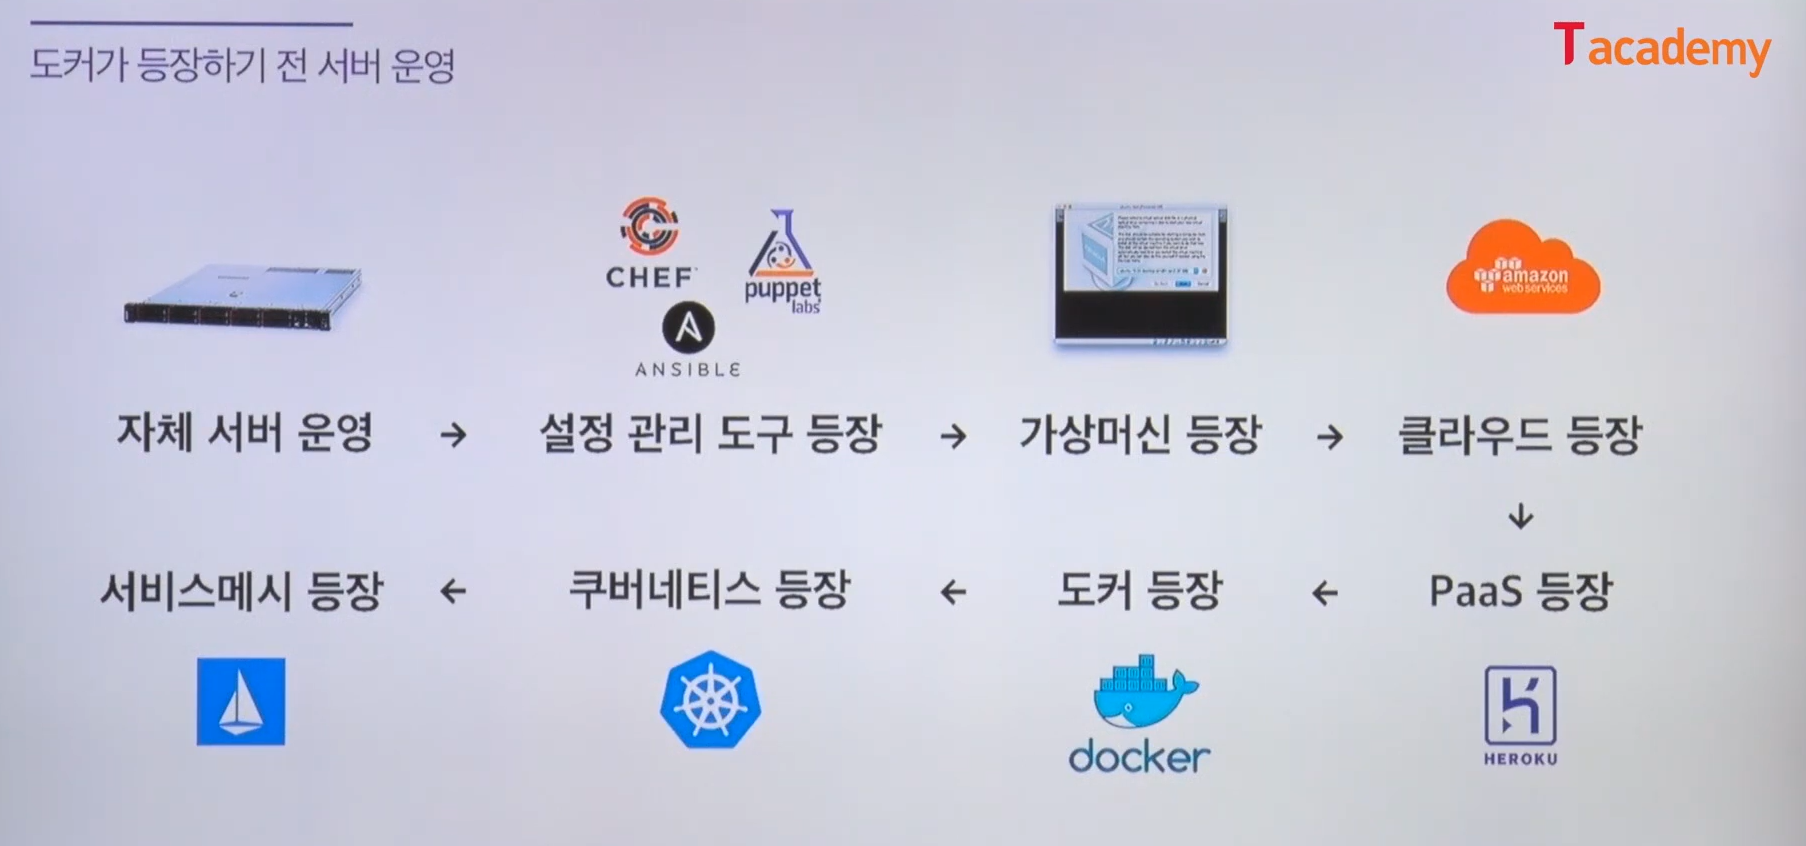 도커가 등장하기 전 서버 운영
T academy
CHEF
puppet
labs
ANSIBLE
amazon
web services
자체 서버 운영 → 설정 관리 도구 등장 → 가상머신 등장 → 클라우드 등장
↓
서비스메시 등장 ← 쿠버네티스 등장 ← 도커 등장 ← PaaS 등장
docker
HEROKU